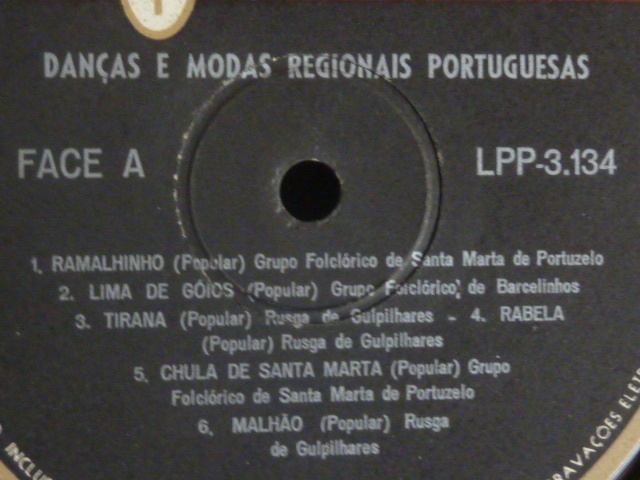 1
DANÇAS E MODAS REGIONAIS PORTUGUESAS
FACE A
LPP-3.134
1. RAMALHINHO (Popular) Grupo Folclórico de Santa Marta de Portuzelo
2. LIMA DE GÓIOS (Popular) Grupo Folclórico, de Barcelinhos
3. TIRANA (Popular) Rusga de Gulpilhares - 4. RABELA
(Popular) Rusga de Gulpilhares
5. CHULA DE SANTA MARTA (Popular) Grupo
Folclórico de Santa Marta de Portuzelo
6. MALHÃO (Popular) Rusga
de Gulpilhares